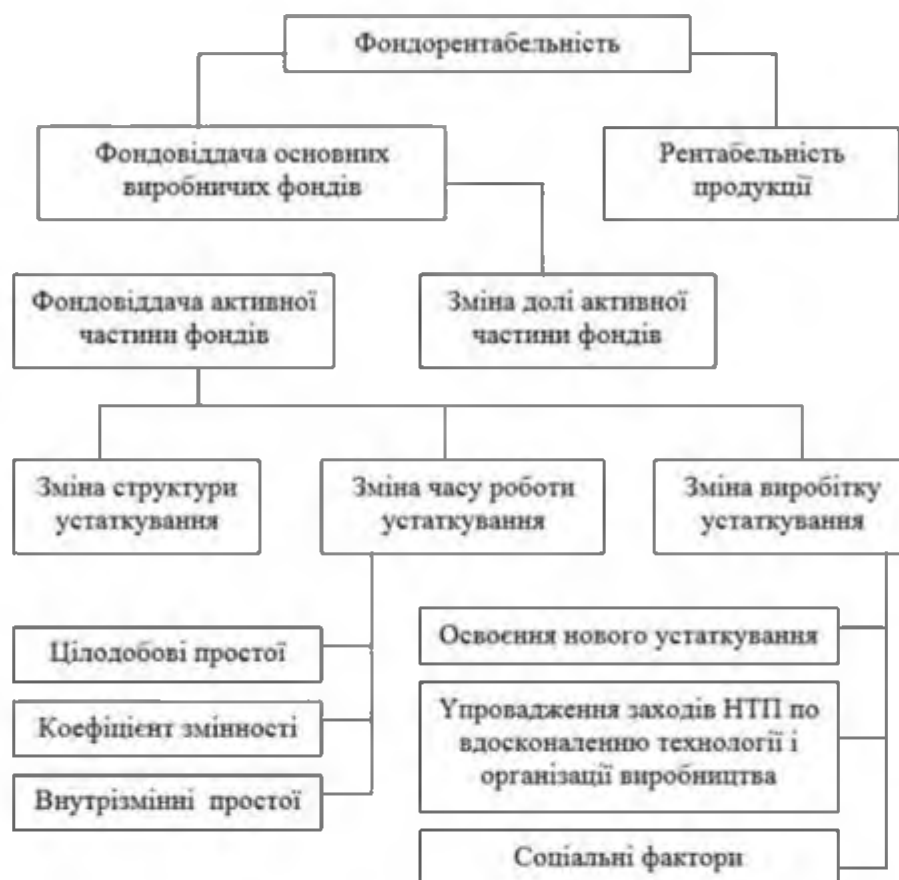 Фондорентабельність
Фондовіддача основних
виробничих фондів
Рентабельність
продукції
Фондовіддача активної
частини фондів
Зміна долі активної
частини фондів
Зміна структури
устаткування
Зміна часу роботи
устаткування
Зміна виробітку
устаткування
Цілодобові простої
Коефіцієнт змінності
Внутрізмінні простої
Освоєння нового устаткування
Упровадження заходів НТП по
вдосконаленню технології і
організації виробництва
Соціальні фактори